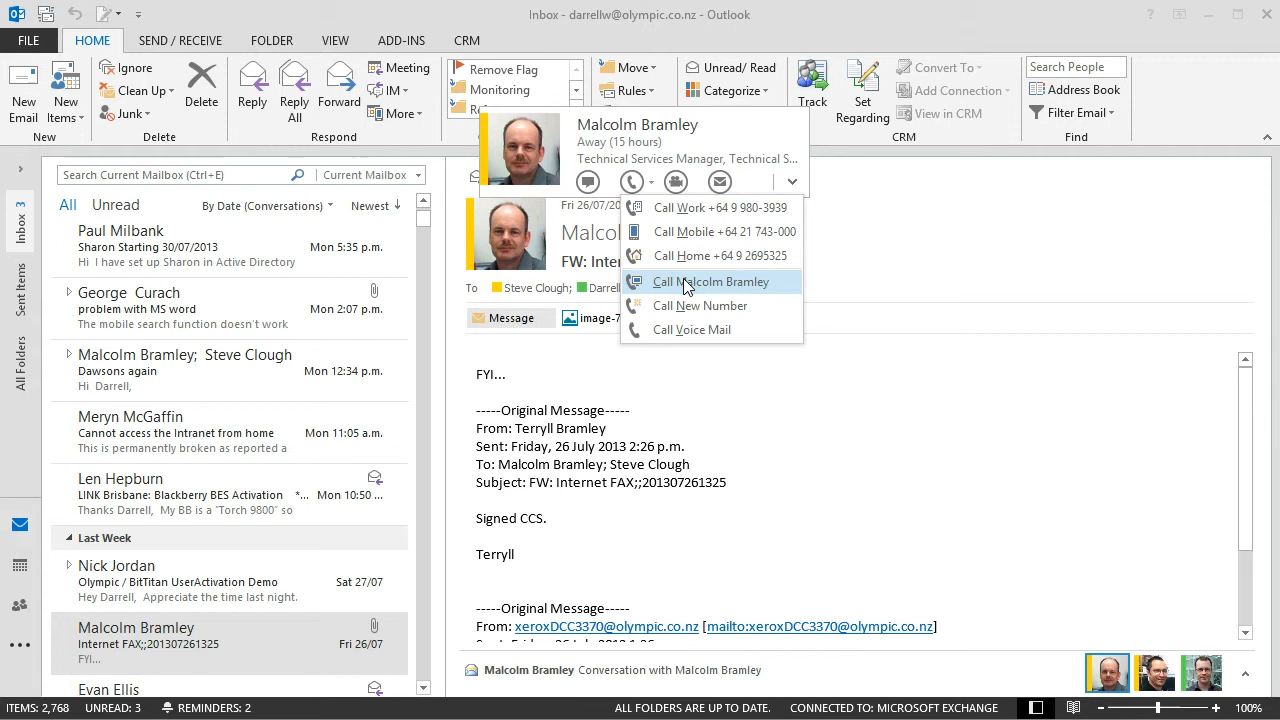 Inbox - darrellw@olympic.co.nz - Outlook
FILE
HOME
SEND / RECEIVE
FOLDER
VIEW
ADD-INS
CRM
New Email
New Items
New
Ignore
Clean Up
Junk
Delete
Delete
Reply
Reply All
Forward
Meeting
IM
More
Respond
Remove Flag
Monitoring
Move
Rules
Unread/ Read
Categorize
Track
Set Regarding
Convert To
Add Connection
View in CRM
CRM
Search People
Address Book
Filter Email
Find
Malcolm Bramley
Away (15 hours)
Technical Services Manager, Technical S...
Call Work +64 9 980-3939
Call Mobile +64 21 743-000
Call Home +64 9 2695325
Call Malcolm Bramley
Call New Number
Call Voice Mail
Inbox 3
Sent Items
All Folders
Search Current Mailbox (Ctrl+E)
Current Mailbox
All
Unread
By Date (Conversations)
Newest
Paul Milbank
Sharon Starting 30/07/2013
Mon 5:35 p.m.
Hi I have set up Sharon in Active Directory
George Curach
problem with MS word
Mon 2:07 p.m.
The mobile search function doesn't work
Malcolm Bramley; Steve Clough
Dawsons again
Mon 12:34 p.m.
Hi Darrell,
Meryn McGaffin
Cannot access the Intranet from home
Mon 11:05 a.m.
This is permanently broken as reported a
Len Hepburn
LINK Brisbane: Blackberry BES Activation *...
Mon 10:50 ...
Thanks Darrell, My BB is a "Torch 9800" so
Last Week
Nick Jordan
Olympic / BitTitan UserActivation Demo
Sat 27/07
Hey Darrell, Appreciate the time last night.
Malcolm Bramley
Internet FAX;;201307261325
Fri 26/07
FYI...
Evan Ellis
Fri 26/07/20
Malco
FW: Inter
To
Steve Clough;
Darrel
Message
image-7
FYI...
-----Original Message-----
From: Terryll Bramley
Sent: Friday, 26 July 2013 2:26 p.m.
To: Malcolm Bramley; Steve Clough
Subject: FW: Internet FAX;;201307261325
Signed CCS.
Terryll
-----Original Message-----
From: xeroxDCC3370@olympic.co.nz [mailto:xeroxDCC3370@olympic.co.nz]
Malcolm Bramley Conversation with Malcolm Bramley
ITEMS: 2,768
UNREAD: 3
REMINDERS: 2
ALL FOLDERS ARE UP TO DATE.
CONNECTED TO: MICROSOFT EXCHANGE
100%